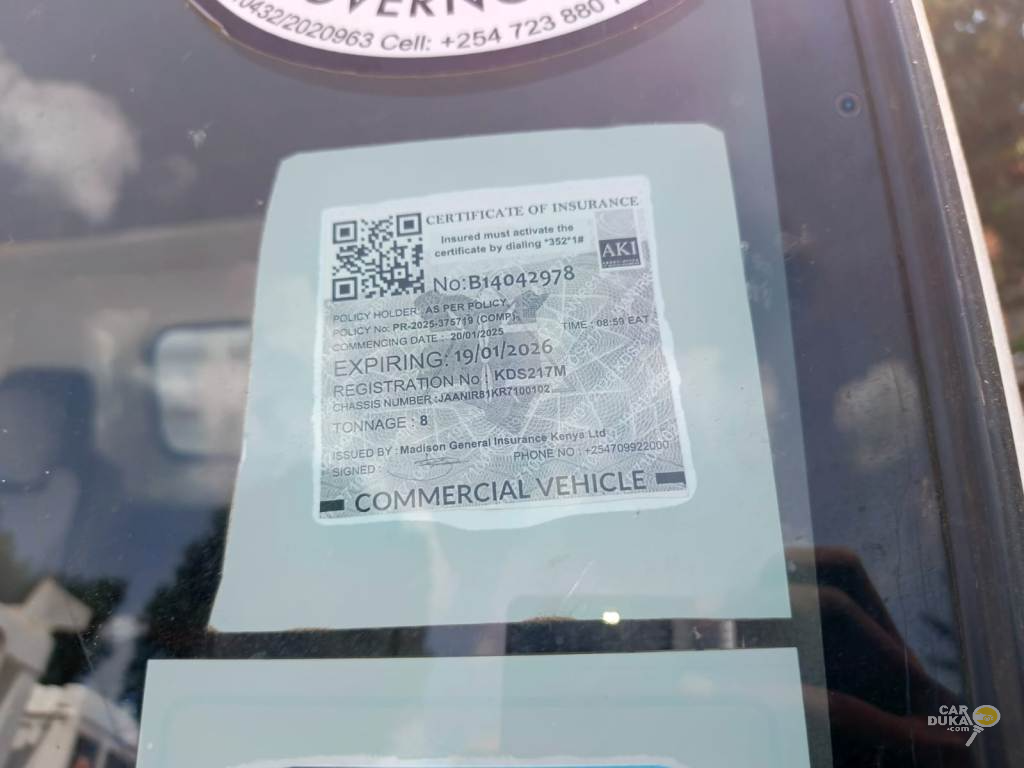 0432/2020963 Cell: +254 723 880
CERTIFICATE OF INSURANCE
Insured must activate the
certificate by dialing *352*1#
AKI
No:B14042978
POLICY HOLDER : AS PER POLICY
POLICY No: PR-2025-375719 (COMP)
COMMENCING DATE : 20/01/2025 TIME : 08:59 EAT
EXPIRING: 19/01/2026
REGISTRATION No : KDS217M
CHASSIS NUMBER :JAANIR81KR7100102
TONNAGE : 8
ISSUED BY : Madison General Insurance Kenya Ltd
SIGNED : PHONE NO : +254709922000
COMMERCIAL VEHICLE
CAR
DUKA
.com